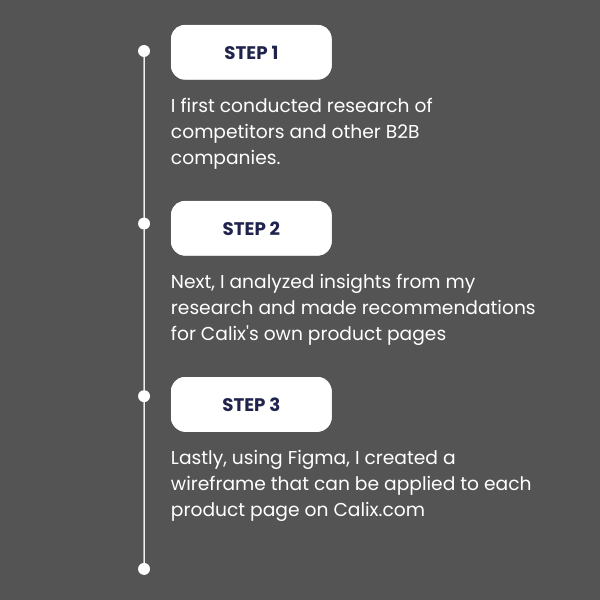 STEP 1
I first conducted research of
competitors and other B2B
companies.
STEP 2
Next, I analyzed insights from my
research and made recommendations
for Calix's own product pages
STEP 3
Lastly, using Figma, I created a
wireframe that can be applied to each
product page on Calix.com